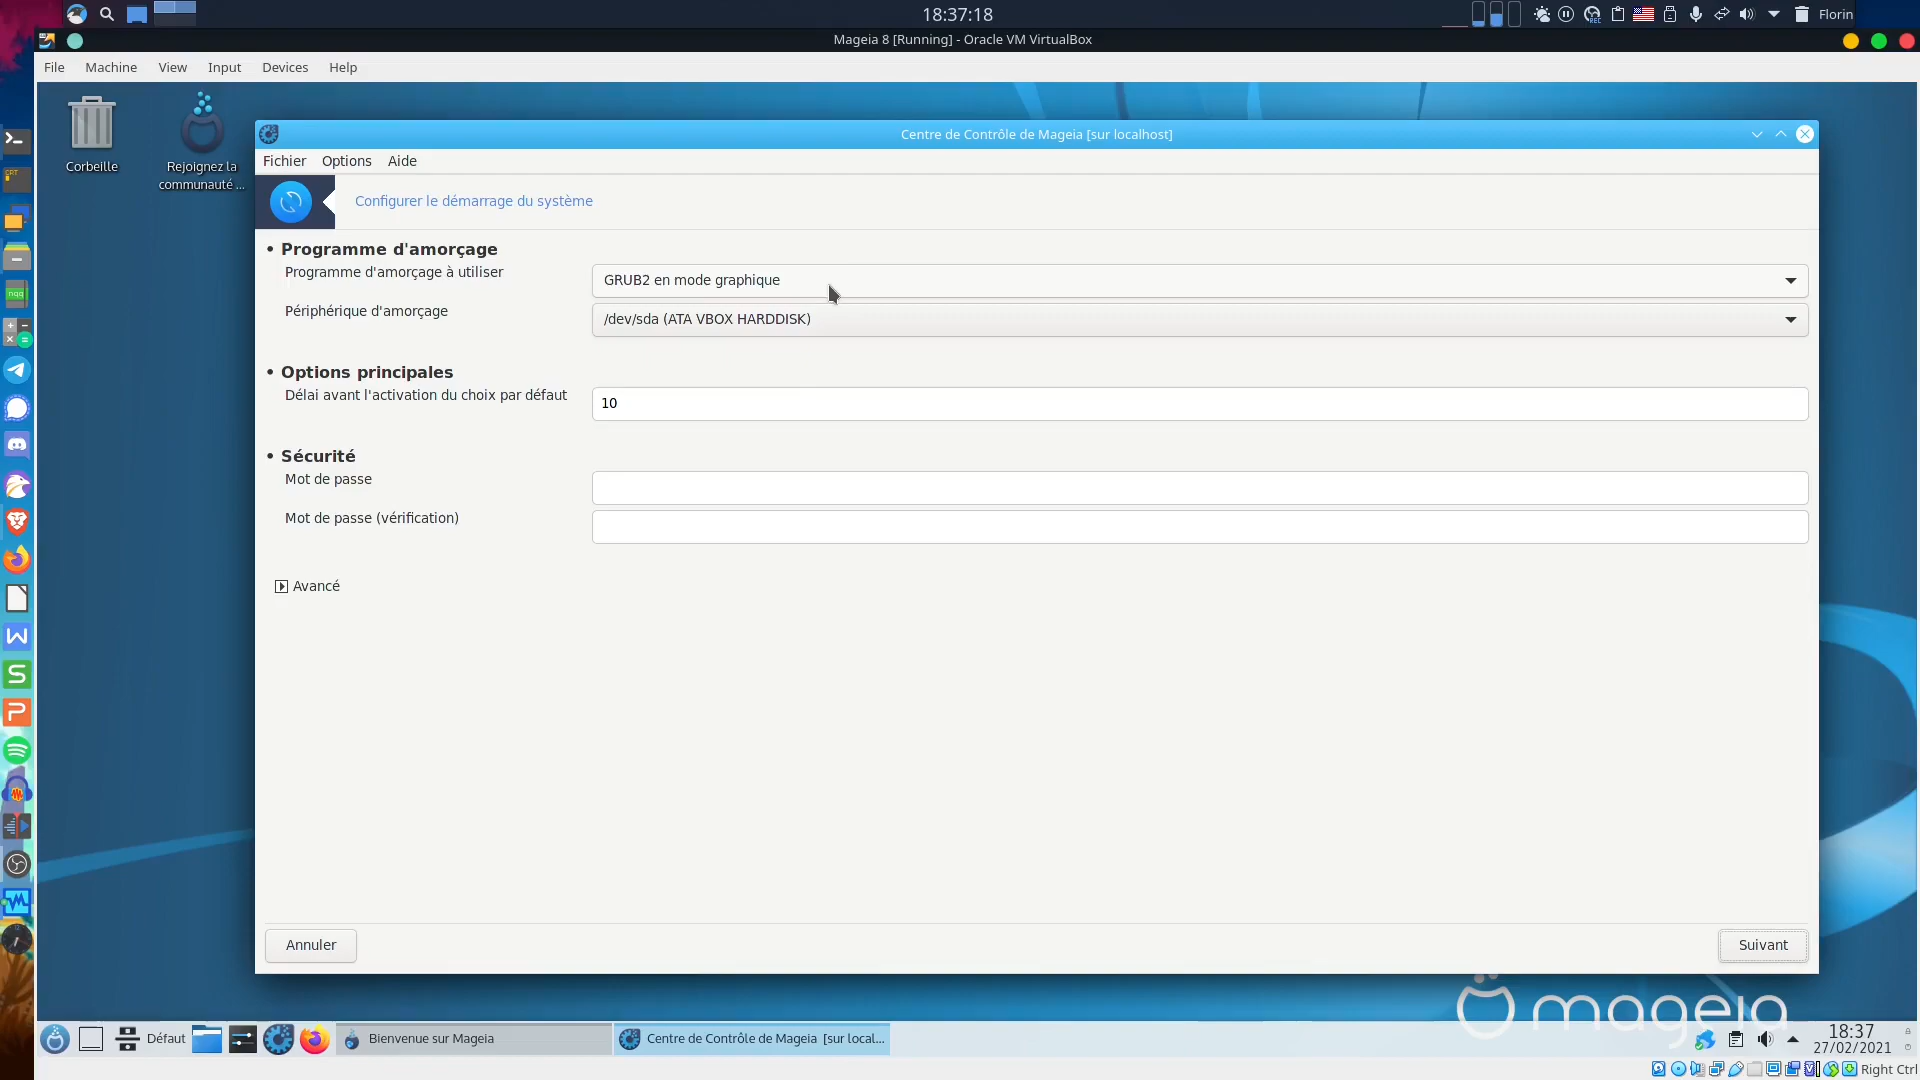 18:37:18
REC
Florin
Mageia 8 [Running] - Oracle VM VirtualBox
File Machine View Input Devices Help
Corbeille
Rejoignez la
communauté ...
Centre de Contrôle de Mageia [sur localhost]
Fichier Options Aide
Configurer le démarrage du système
• Programme d'amorçage
Programme d'amorçage à utiliser
GRUB2 en mode graphique
Périphérique d'amorçage
/dev/sda (ATA VBOX HARDDISK)
• Options principales
Délai avant l'activation du choix par défaut
10
• Sécurité
Mot de passe
Mot de passe (vérification)
Avancé
Annuler
Suivant
CRT
nqq
W
S
P
mageia
Défaut
Bienvenue sur Mageia
Centre de Contrôle de Mageia [sur local...
18:37
27/02/2021
Right Ctrl